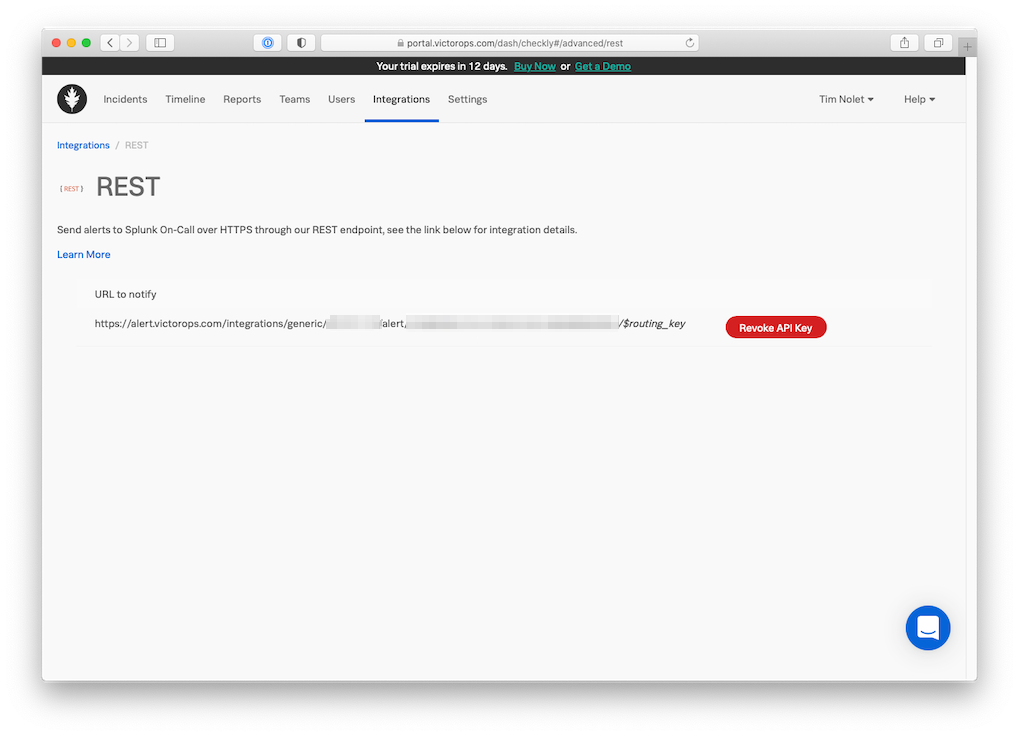 portal.victorops.com/dash/checkly#/advanced/rest
Your trial expires in 12 days. Buy Now or Get a Demo
Incidents Timeline Reports Teams Users Integrations Settings Tim Nolet Help
Integrations / REST
{ REST } REST
Send alerts to Splunk On-Call over HTTPS through our REST endpoint, see the link below for integration details.
Learn More
URL to notify
https://alert.victorops.com/integrations/generic/ /alert/ /$routing_key Revoke API Key